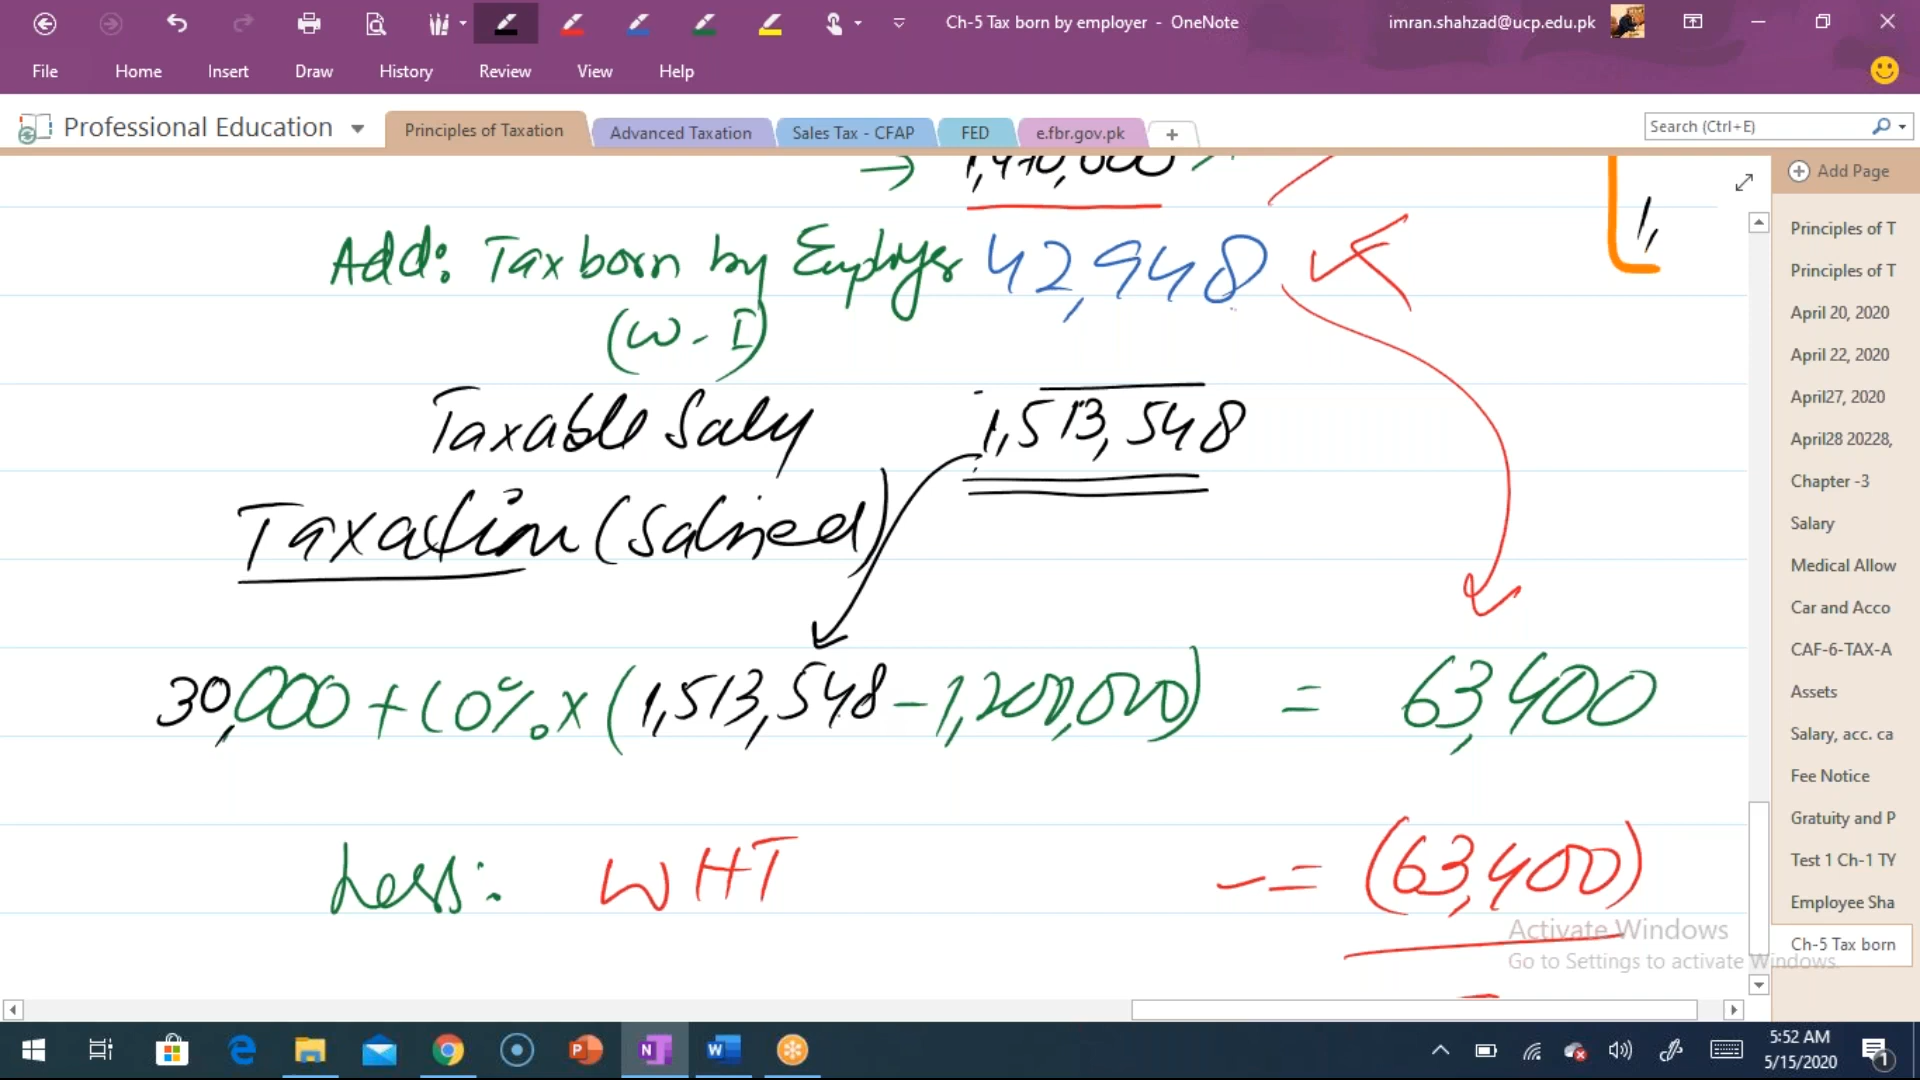 Ch-5 Tax born by employer - OneNote
imran.shahzad@ucp.edu.pk
File Home Insert Draw History Review View Help
Professional Education
Principles of Taxation
Advanced Taxation
Sales Tax - CFAP
FED
e.fbr.gov.pk
Search (Ctrl+E)
Add Page
Principles of T
Principles of T
April 20, 2020
April 22, 2020
April27, 2020
April28 20228,
Chapter -3
Salary
Medical Allow
Car and Acco
CAF-6-TAX-A
Assets
Salary, acc. ca
Fee Notice
Gratuity and P
Test 1 Ch-1 TY
Employee Sha
Ch-5 Tax born
Add: Tax born by Employer 42,948
(W-I)
Taxable Salary 1,513,548
Taxation (Salaried)
30,000 + 10% x (1,513,548 - 1,200,000) = 63,400
Less: WHT -= (63,400)
Activate Windows
Go to Settings to activate Windows.
5:52 AM
5/15/2020
1